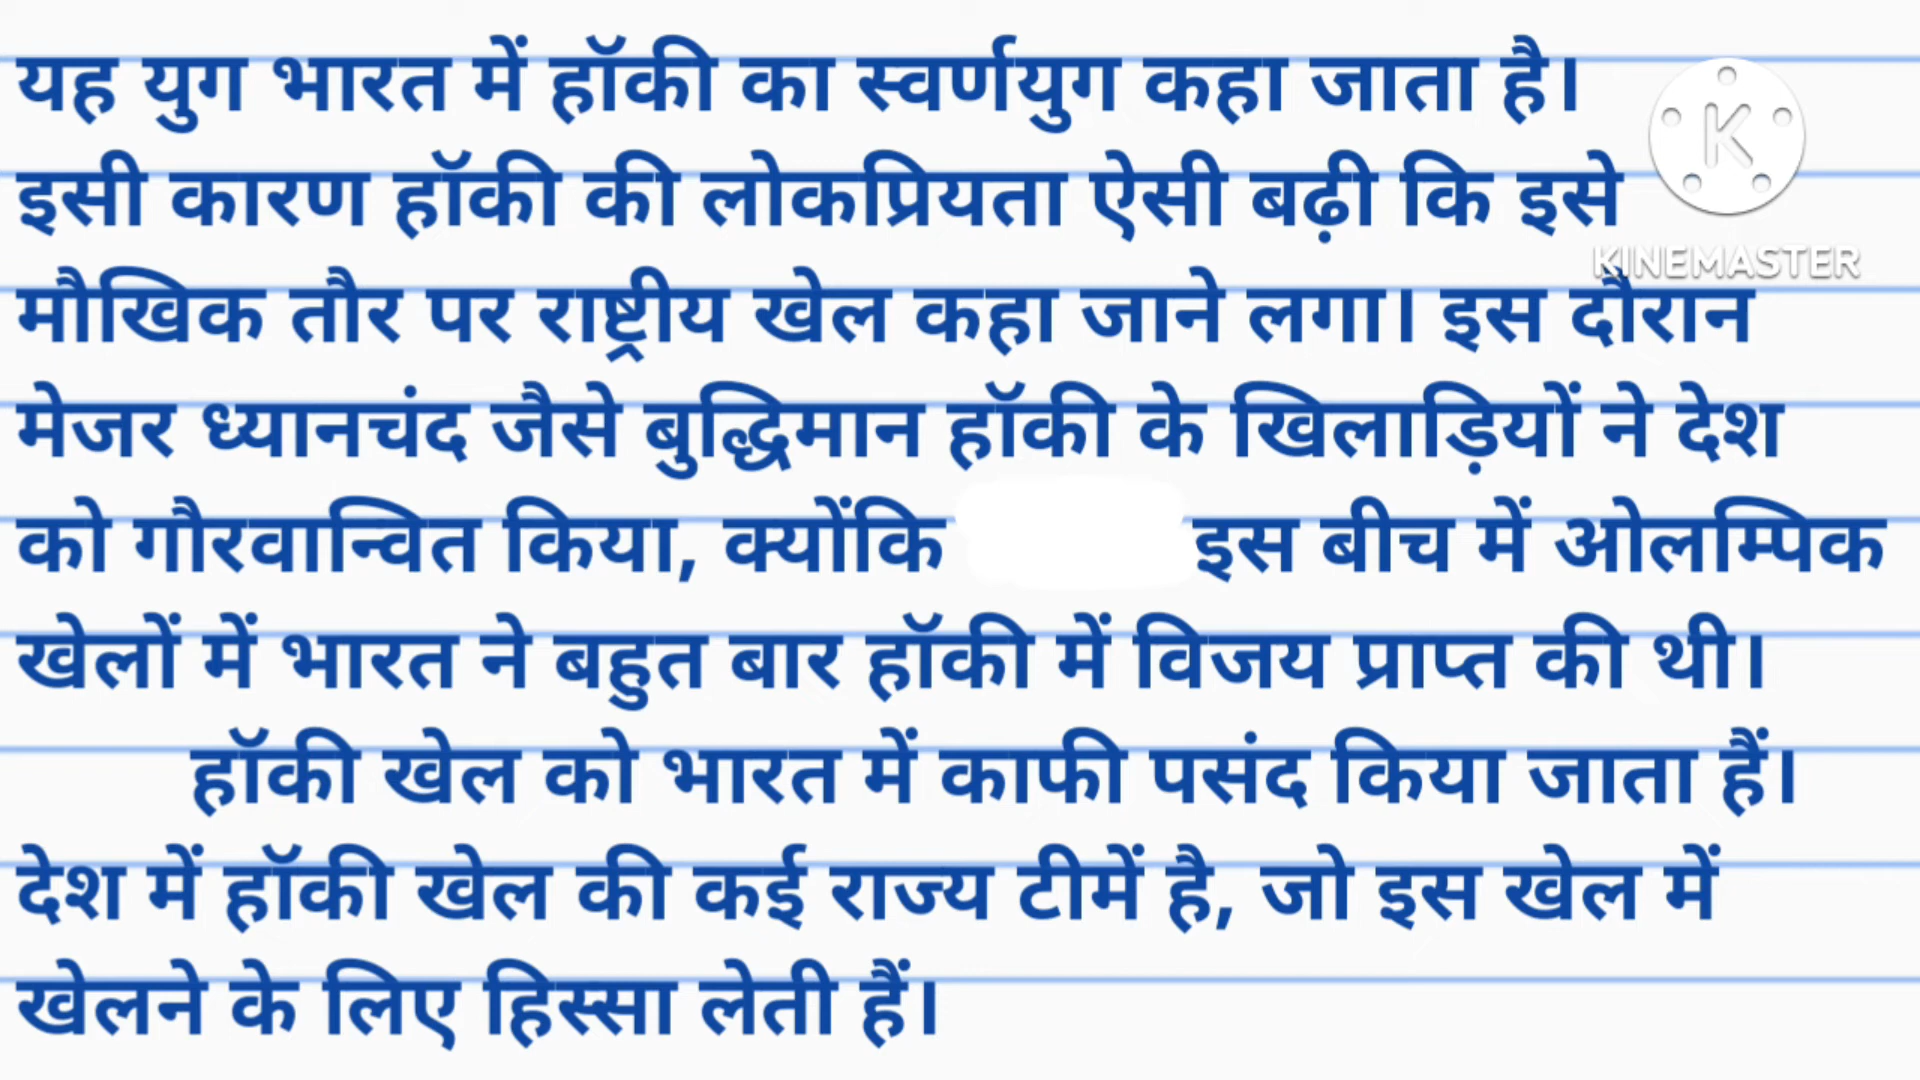 यह युग भारत में हॉकी का स्वर्णयुग कहा जाता है।
इसी कारण हॉकी की लोकप्रियता ऐसी बढ़ी कि इसे
KINEMASTER
मौखिक तौर पर राष्ट्रीय खेल कहा जाने लगा। इस दौरान
मेजर ध्यानचंद जैसे बुद्धिमान हॉकी के खिलाड़ियों ने देश
को गौरवान्वित किया, क्योंकि इस बीच में ओलम्पिक
खेलों में भारत ने बहुत बार हॉकी में विजय प्राप्त की थी।
हॉकी खेल को भारत में काफी पसंद किया जाता हैं।
देश में हॉकी खेल की कई राज्य टीमें है, जो इस खेल में
खेलने के लिए हिस्सा लेती हैं।